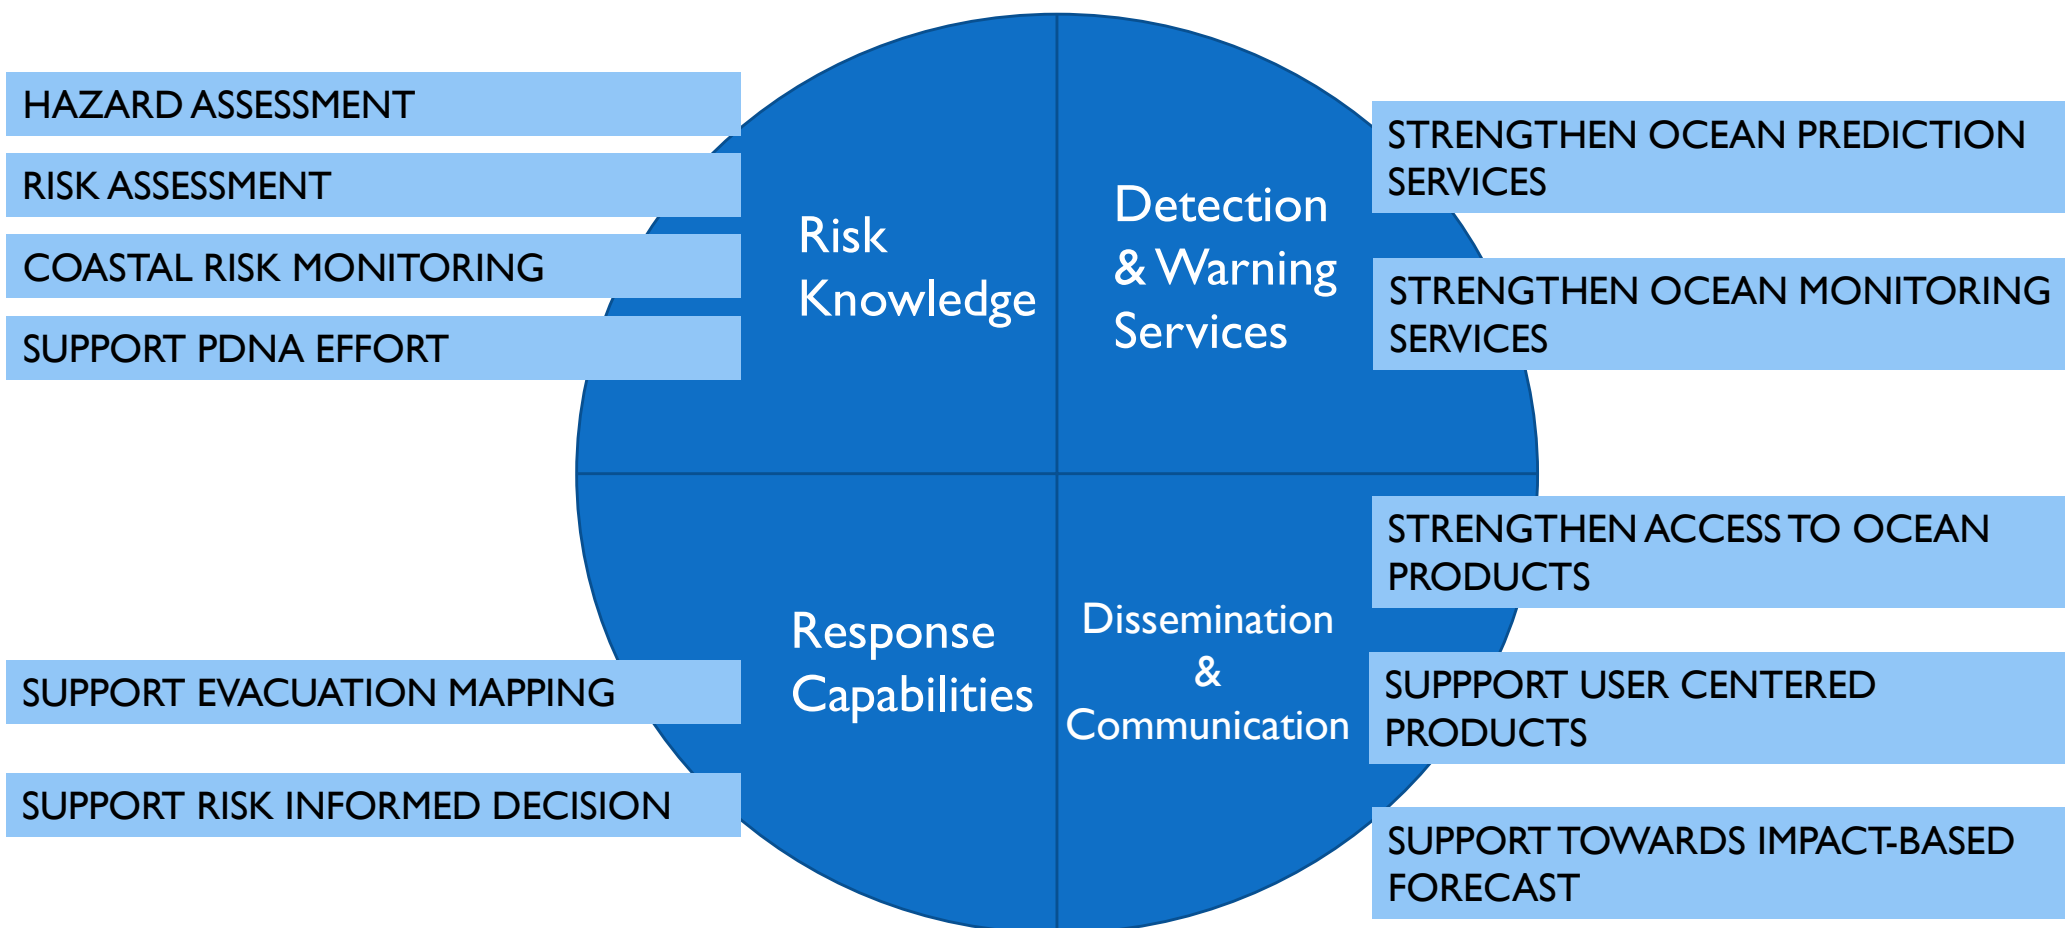 HAZARD ASSESSMENT
RISK ASSESSMENT
COASTAL RISK MONITORING
SUPPORT PDNA EFFORT
Risk
Knowledge
Detection
& Warning
Services
STRENGTHEN OCEAN PREDICTION
SERVICES
STRENGTHEN OCEAN MONITORING
SERVICES
SUPPORT EVACUATION MAPPING
SUPPORT RISK INFORMED DECISION
Response
Capabilities
Dissemination
&
Communication
STRENGTHEN ACCESS TO OCEAN
PRODUCTS
SUPPPORT USER CENTERED
PRODUCTS
SUPPORT TOWARDS IMPACT-BASED
FORECAST